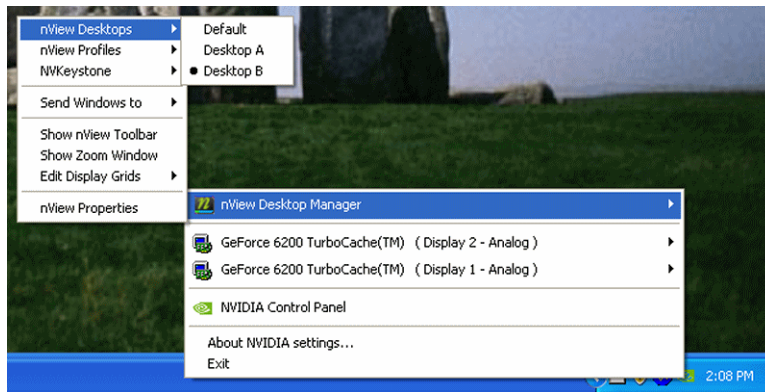 nView Desktops
nView Profiles
NVKeystone
Send Windows to
Show nView Toolbar
Show Zoom Window
Edit Display Grids
nView Properties
Default
Desktop A
Desktop B
nView Desktop Manager
GeForce 6200 TurboCache(TM) ( Display 2 - Analog )
GeForce 6200 TurboCache(TM) ( Display 1 - Analog )
NVIDIA Control Panel
About NVIDIA settings...
Exit
2:08 PM